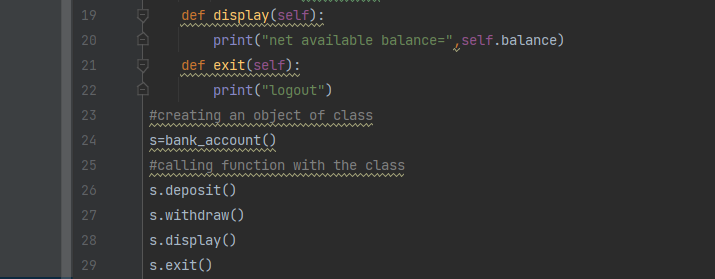 19 def display(self):
20 print("net available balance=",self.balance)
21 def exit(self):
22 print("logout")
23 #creating an object of class
24 s=bank_account()
25 #calling function with the class
26 s.deposit()
27 s.withdraw()
28 s.display()
29 s.exit()